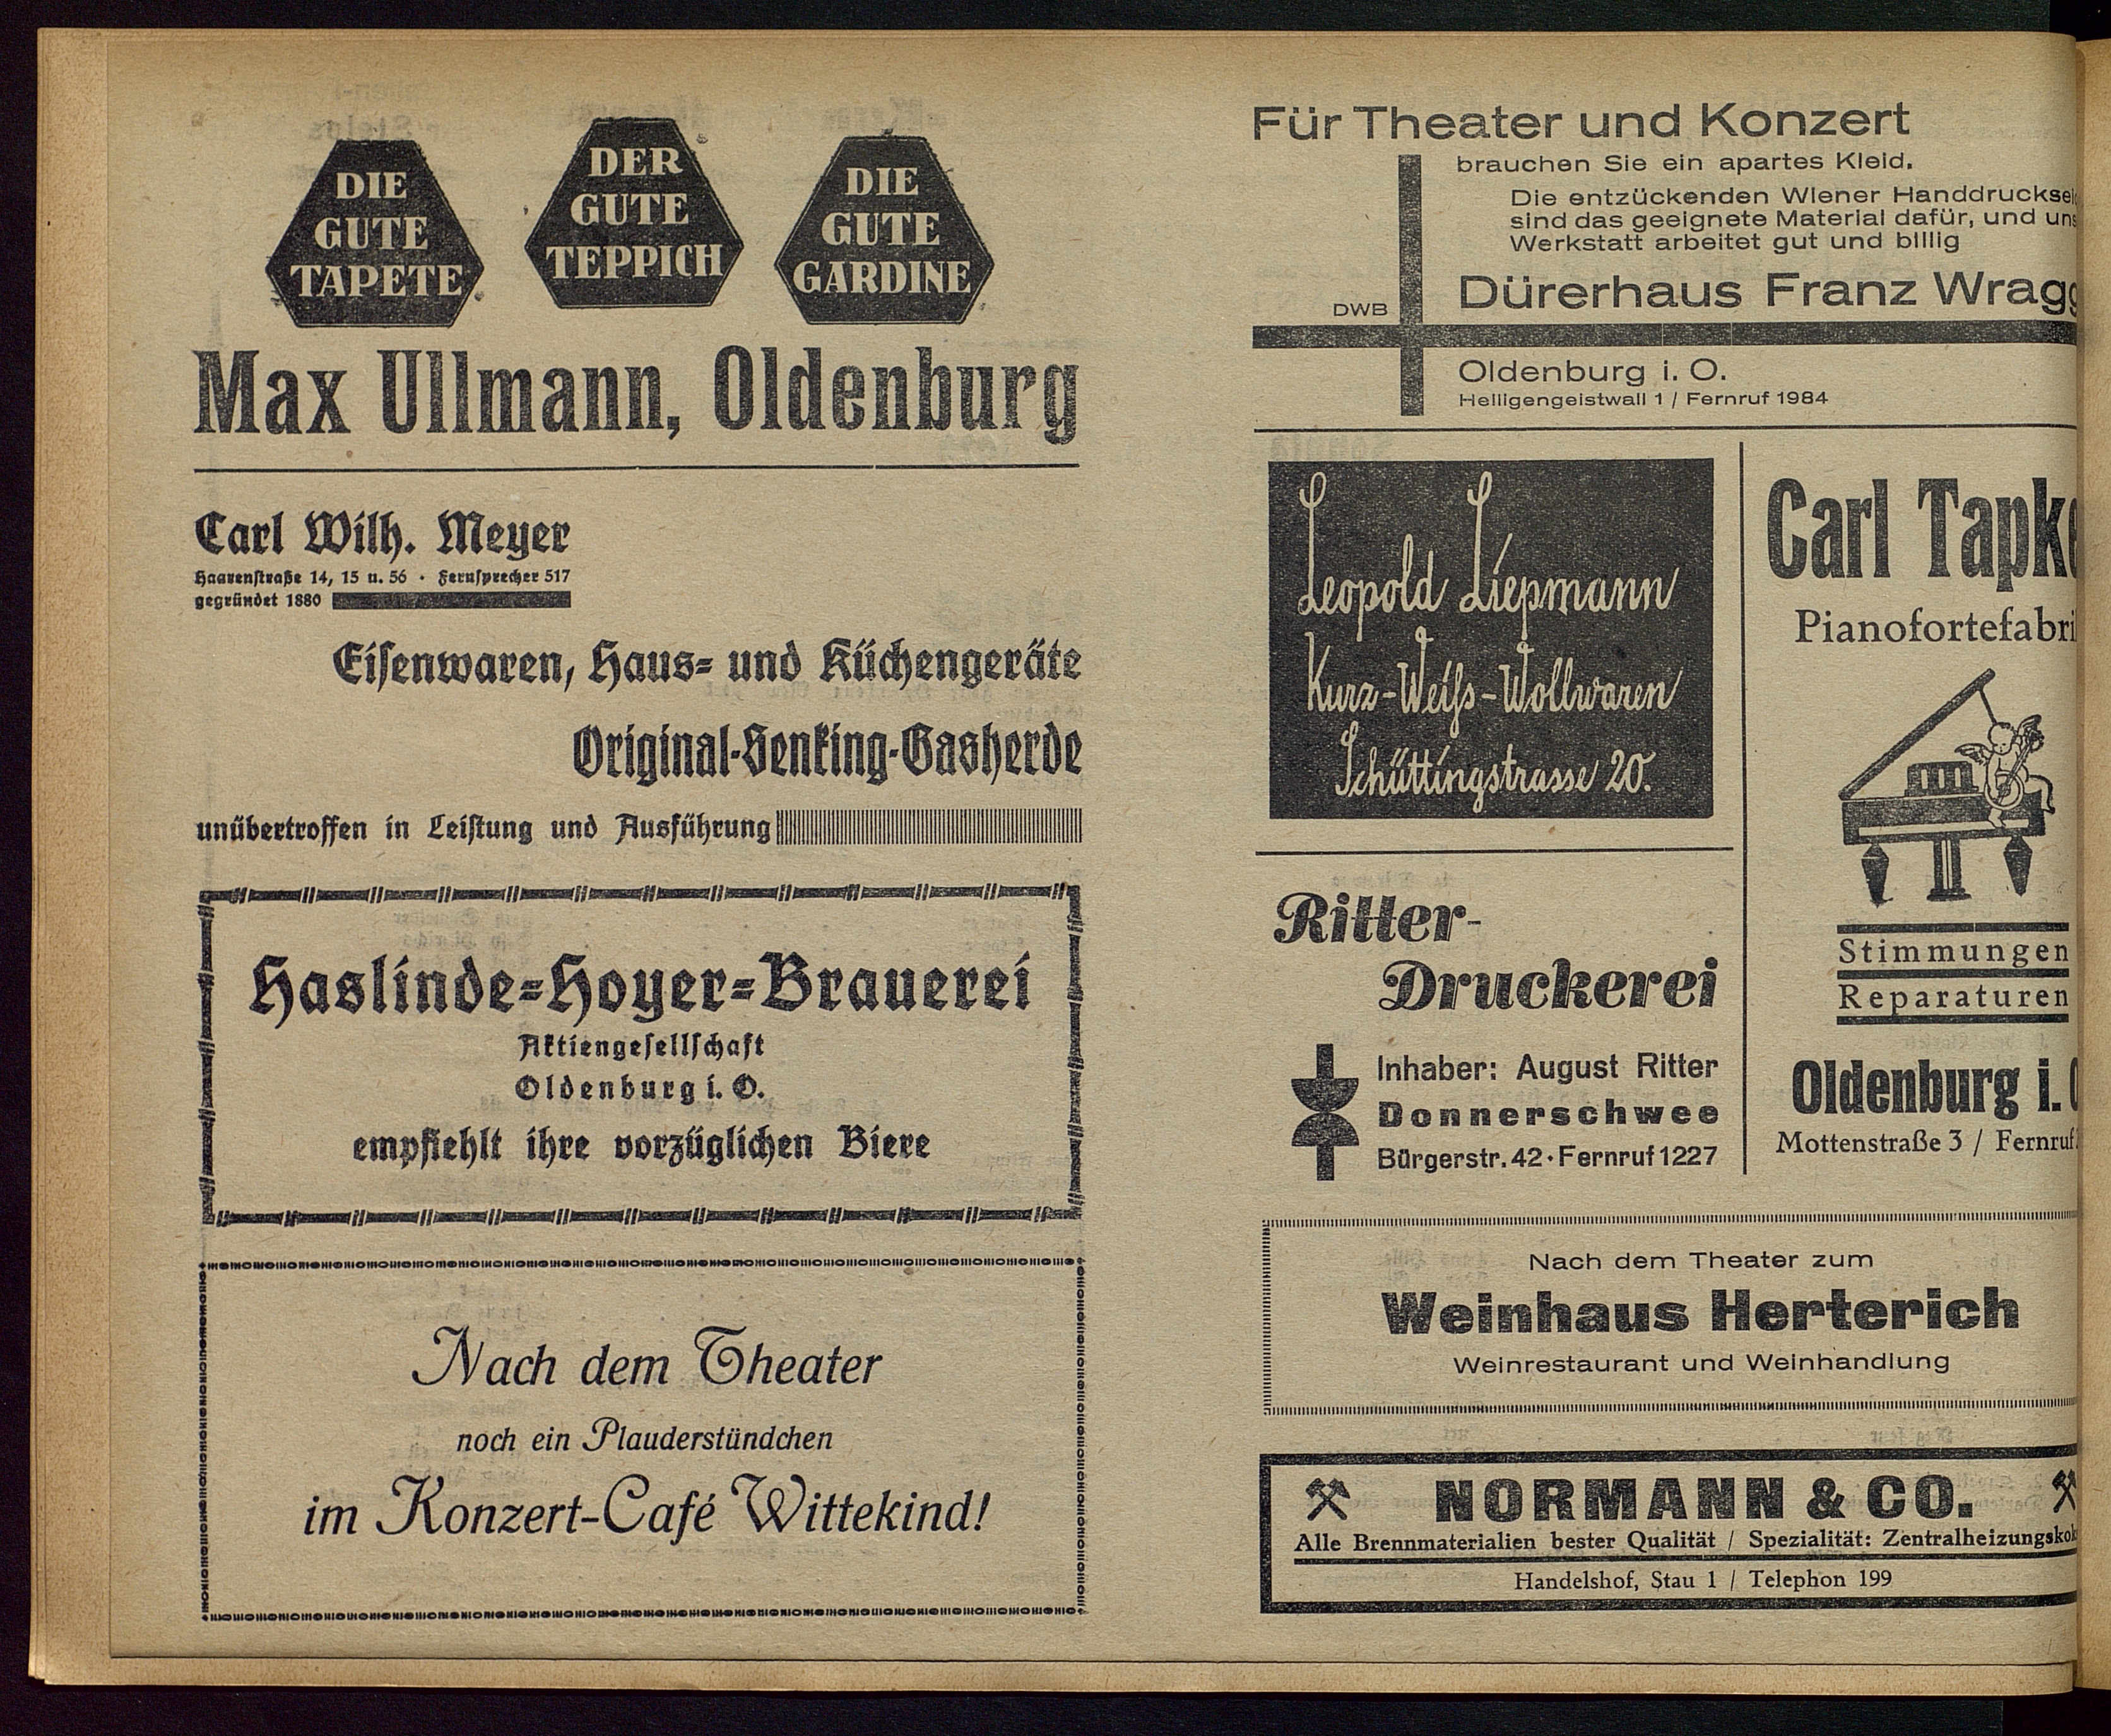 DIE
GUTE
TAPETE
DER
GUTE
TEPPICH
DIE
GUTE
GARDINE
Max Ullmann, Oldenburg
Carl Wilh. Meyer
Haarenstraße 14, 15 u. 56 · Fernsprecher 517
gegründet 1880
Eisenwaren, Haus- und Küchengeräte
Original-Senking-Gasherde
unübertroffen in Leistung und Ausführung
Haslinde-Hoyer-Brauerei
Aktiengesellschaft
Oldenburg i. O.
empfiehlt ihre vorzüglichen Biere
Nach dem Theater
noch ein Plauderstündchen
im Konzert-Café Wittekind!
Für Theater und Konzert
brauchen Sie ein apartes Kleid.
Die entzückenden Wiener
sind das geeignete Material dafür, und
Werkstatt arbeitet gut und billig
DWB
Dürerhaus Franz
Oldenburg i. O.
Heiligengeistwall 1 / Fernruf 1984
Leopold Liepmann
Kurz-Weiſs-Wollwaren
Schüttingstrasse 20.
Ritter-
Druckerei
Inhaber: August Ritter
Donnerschwee
Bürgerstr. 42 · Fernruf 1227
Carl
Stimmungen
Reparaturen
Oldenburg i.
Mottenstraße 3 / Fernruf
Nach dem Theater zum
Weinhaus Herterich
Weinrestaurant und Weinhandlung
NORMANN & CO.
Alle Brennmaterialien bester Qualität / Spezialität:
Handelshof, Stau 1 / Telephon 199